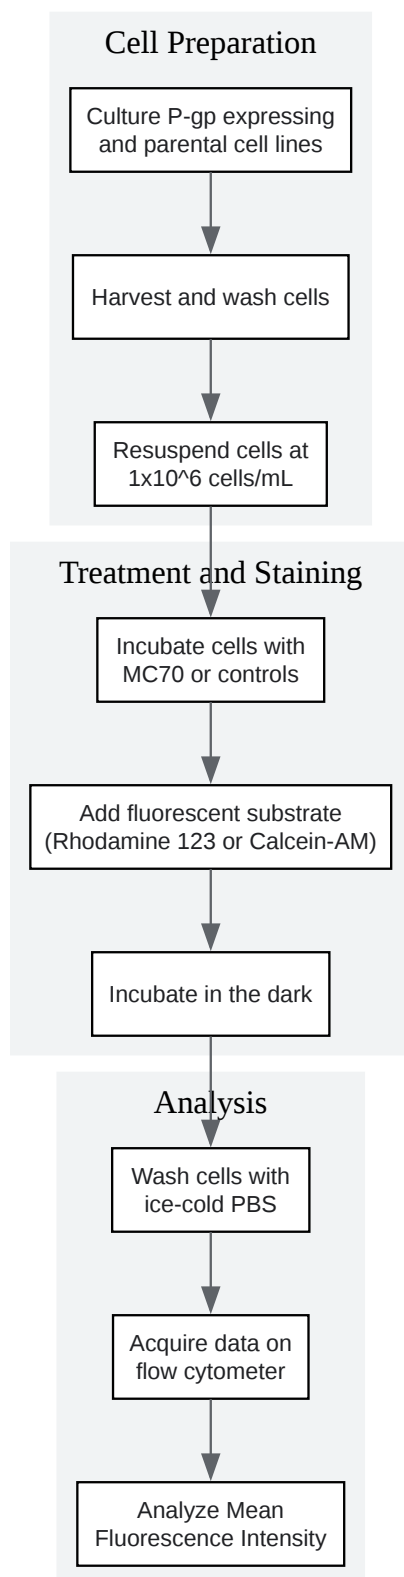 Cell Preparation
Culture P-gp expressing
and parental cell lines
Harvest and wash cells
Resuspend cells at
1x10^6 cells/mL
Treatment and Staining
Incubate cells with
MC70 or controls
Add fluorescent substrate
(Rhodamine 123 or Calcein-AM)
Incubate in the dark
Analysis
Wash cells with
ice-cold PBS
Acquire data on
flow cytometer
Analyze Mean
Fluorescence Intensity